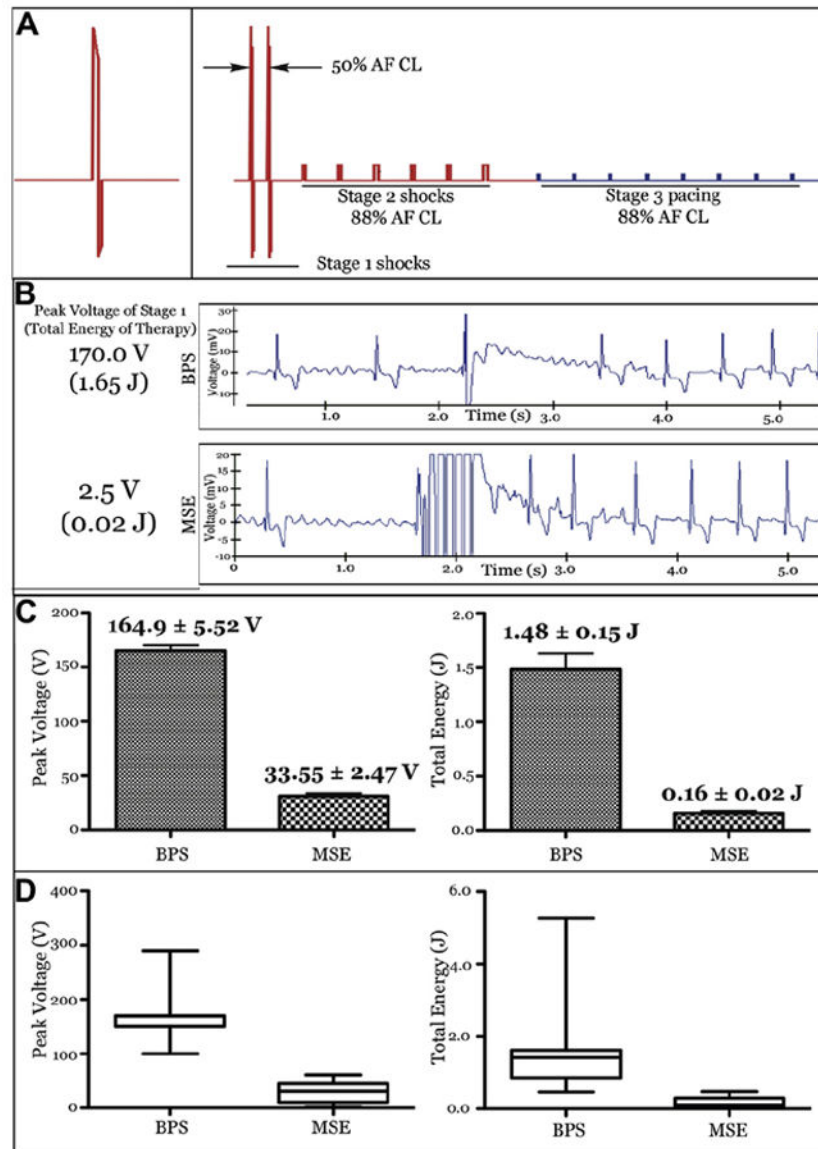 A
50% AF CL
Stage 2 shocks
88% AF CL
Stage 3 pacing
88% AF CL
Stage 1 shocks
B
Peak Voltage of Stage 1
(Total Energy of Therapy)
170.0 V
(1.65 J)
BPS
Voltage (mV)
30
20
10
0
-10
1.0
2.0
Time (s)
3.0
4.0
5.0
2.5 V
(0.02 J)
MSE
Voltage (mV)
20
15
10
5
0
-5
-10
0
1.0
2.0
Time (s)
3.0
4.0
5.0
C
Peak Voltage (V)
200
150
100
50
0
164.9 ± 5.52 V
33.55 ± 2.47 V
BPS
MSE
Total Energy (J)
2.0
1.5
1.0
0.5
0.0
1.48 ± 0.15 J
0.16 ± 0.02 J
BPS
MSE
D
Peak Voltage (V)
400
300
200
100
0
BPS
MSE
Total Energy (J)
6.0
4.0
2.0
0.0
BPS
MSE